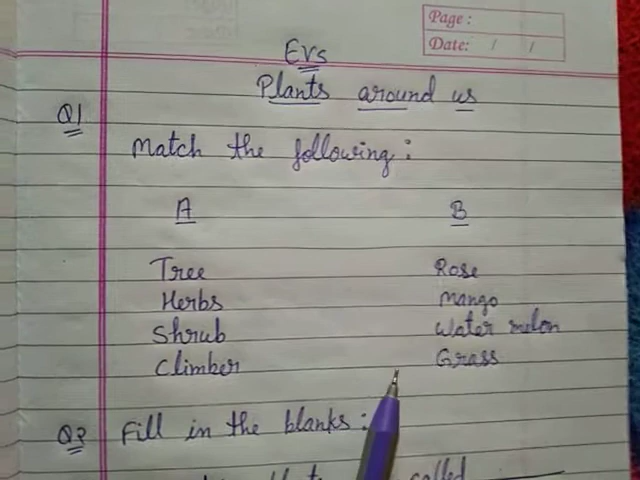 Page :
Date: / /
EVS
Plants around us
Q1
Match the following :
A B
Tree Rose
Herbs Mango
Shrub Water melon
Climber Grass
Q2 Fill in the blanks :
called